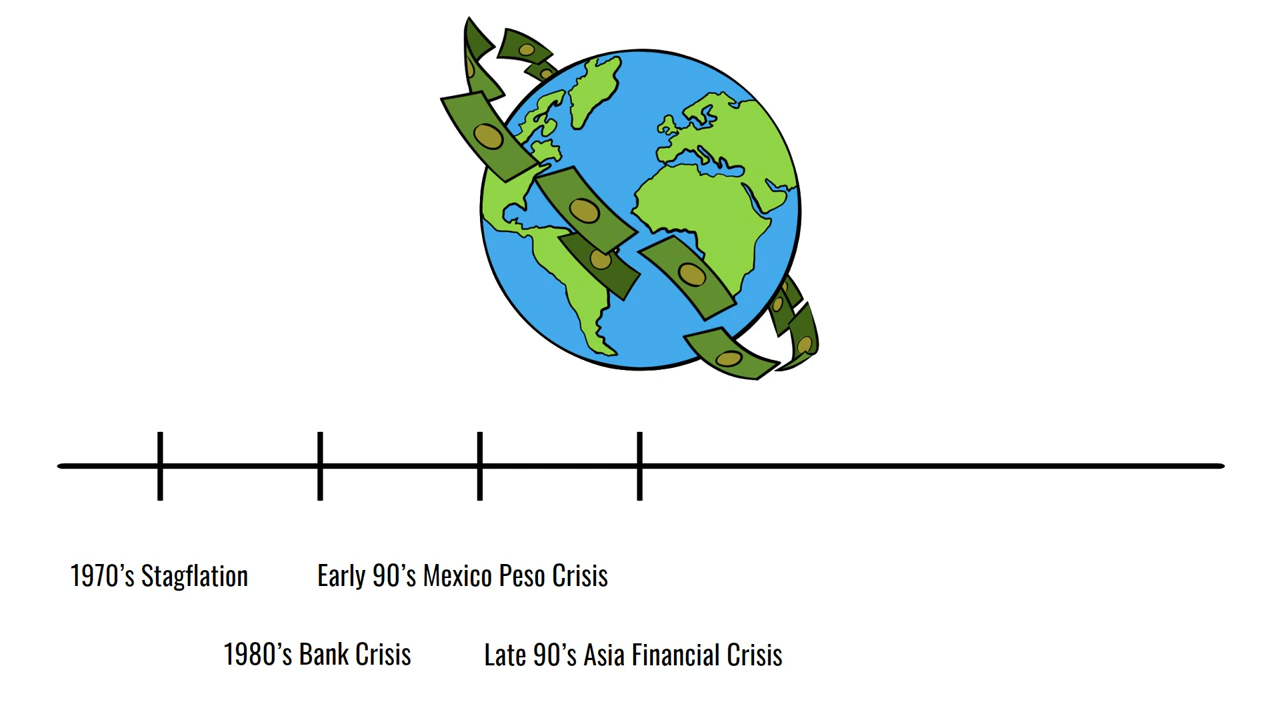 1970’s Stagflation
Early 90’s Mexico Peso Crisis
1980’s Bank Crisis
Late 90’s Asia Financial Crisis